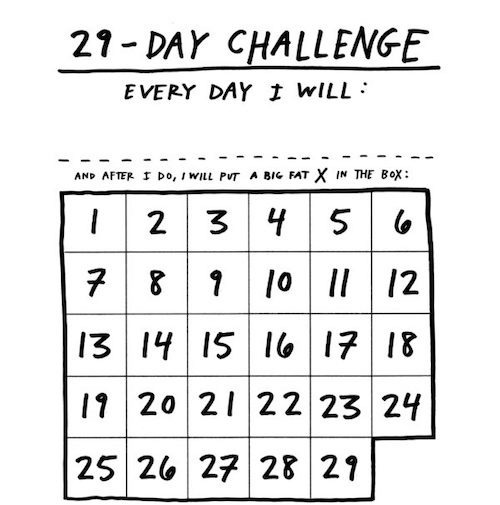 29-DAY CHALLENGE
EVERY DAY I WILL:
AND AFTER I DO, I WILL PUT A BIG FAT X IN THE BOX:
1 2 3 4 5 6
7 8 9 10 11 12
13 14 15 16 17 18
19 20 21 22 23 24
25 26 27 28 29